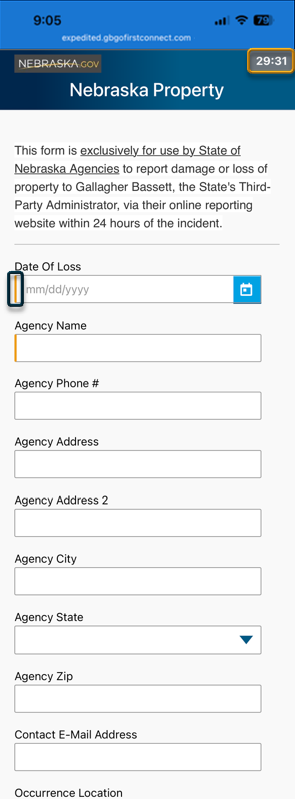 9:05
79
expedited.gbgofirstconnect.com
NEBRASKA.GOV
29:31
Nebraska Property
This form is exclusively for use by State of
Nebraska Agencies to report damage or loss of
property to Gallagher Bassett, the State's Third-
Party Administrator, via their online reporting
website within 24 hours of the incident.
Date Of Loss
mm/dd/yyyy
Agency Name
Agency Phone #
Agency Address
Agency Address 2
Agency City
Agency State
Agency Zip
Contact E-Mail Address
Occurrence Location